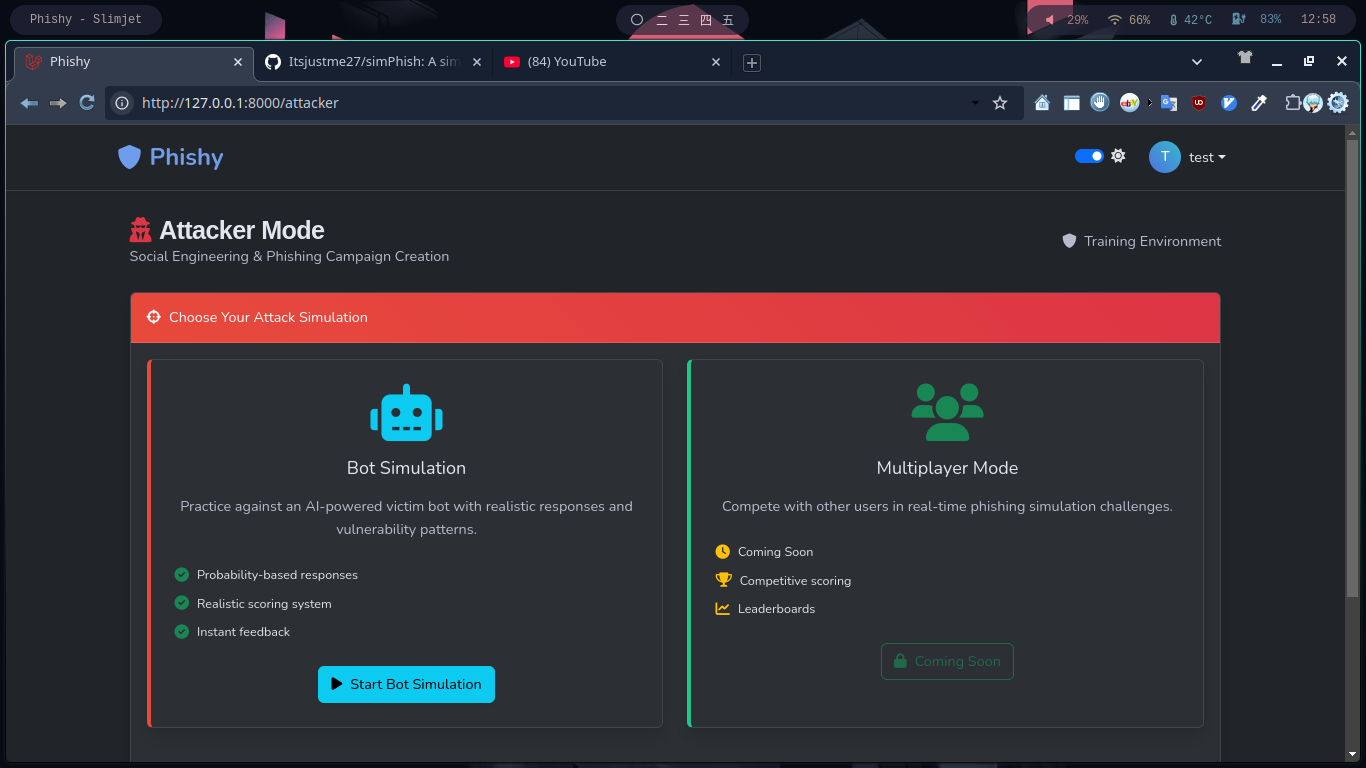 Phishy - Slimjet
二 三 四 五
29% 66% 42°C 83% 12:58
Phishy
Itsjustme27/simPhish: A sim
(84) YouTube
http://127.0.0.1:8000/attacker
Phishy
T test
Attacker Mode
Social Engineering & Phishing Campaign Creation
Training Environment
Choose Your Attack Simulation
Bot Simulation
Practice against an AI-powered victim bot with realistic responses and
vulnerability patterns.
Probability-based responses
Realistic scoring system
Instant feedback
Start Bot Simulation
Multiplayer Mode
Compete with other users in real-time phishing simulation challenges.
Coming Soon
Competitive scoring
Leaderboards
Coming Soon